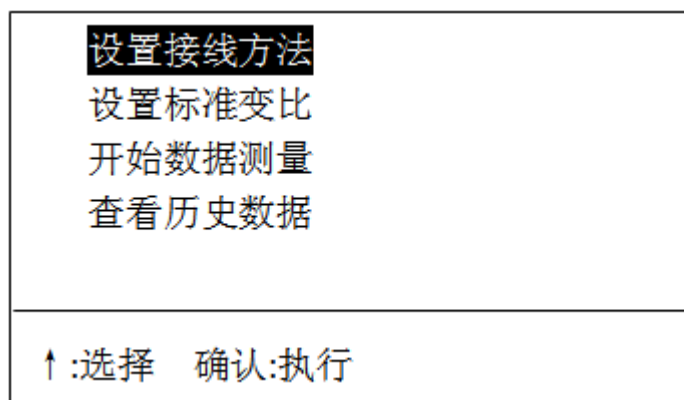 设置接线方法
设置标准变比
开始数据测量
查看历史数据
↑:选择 确认:执行